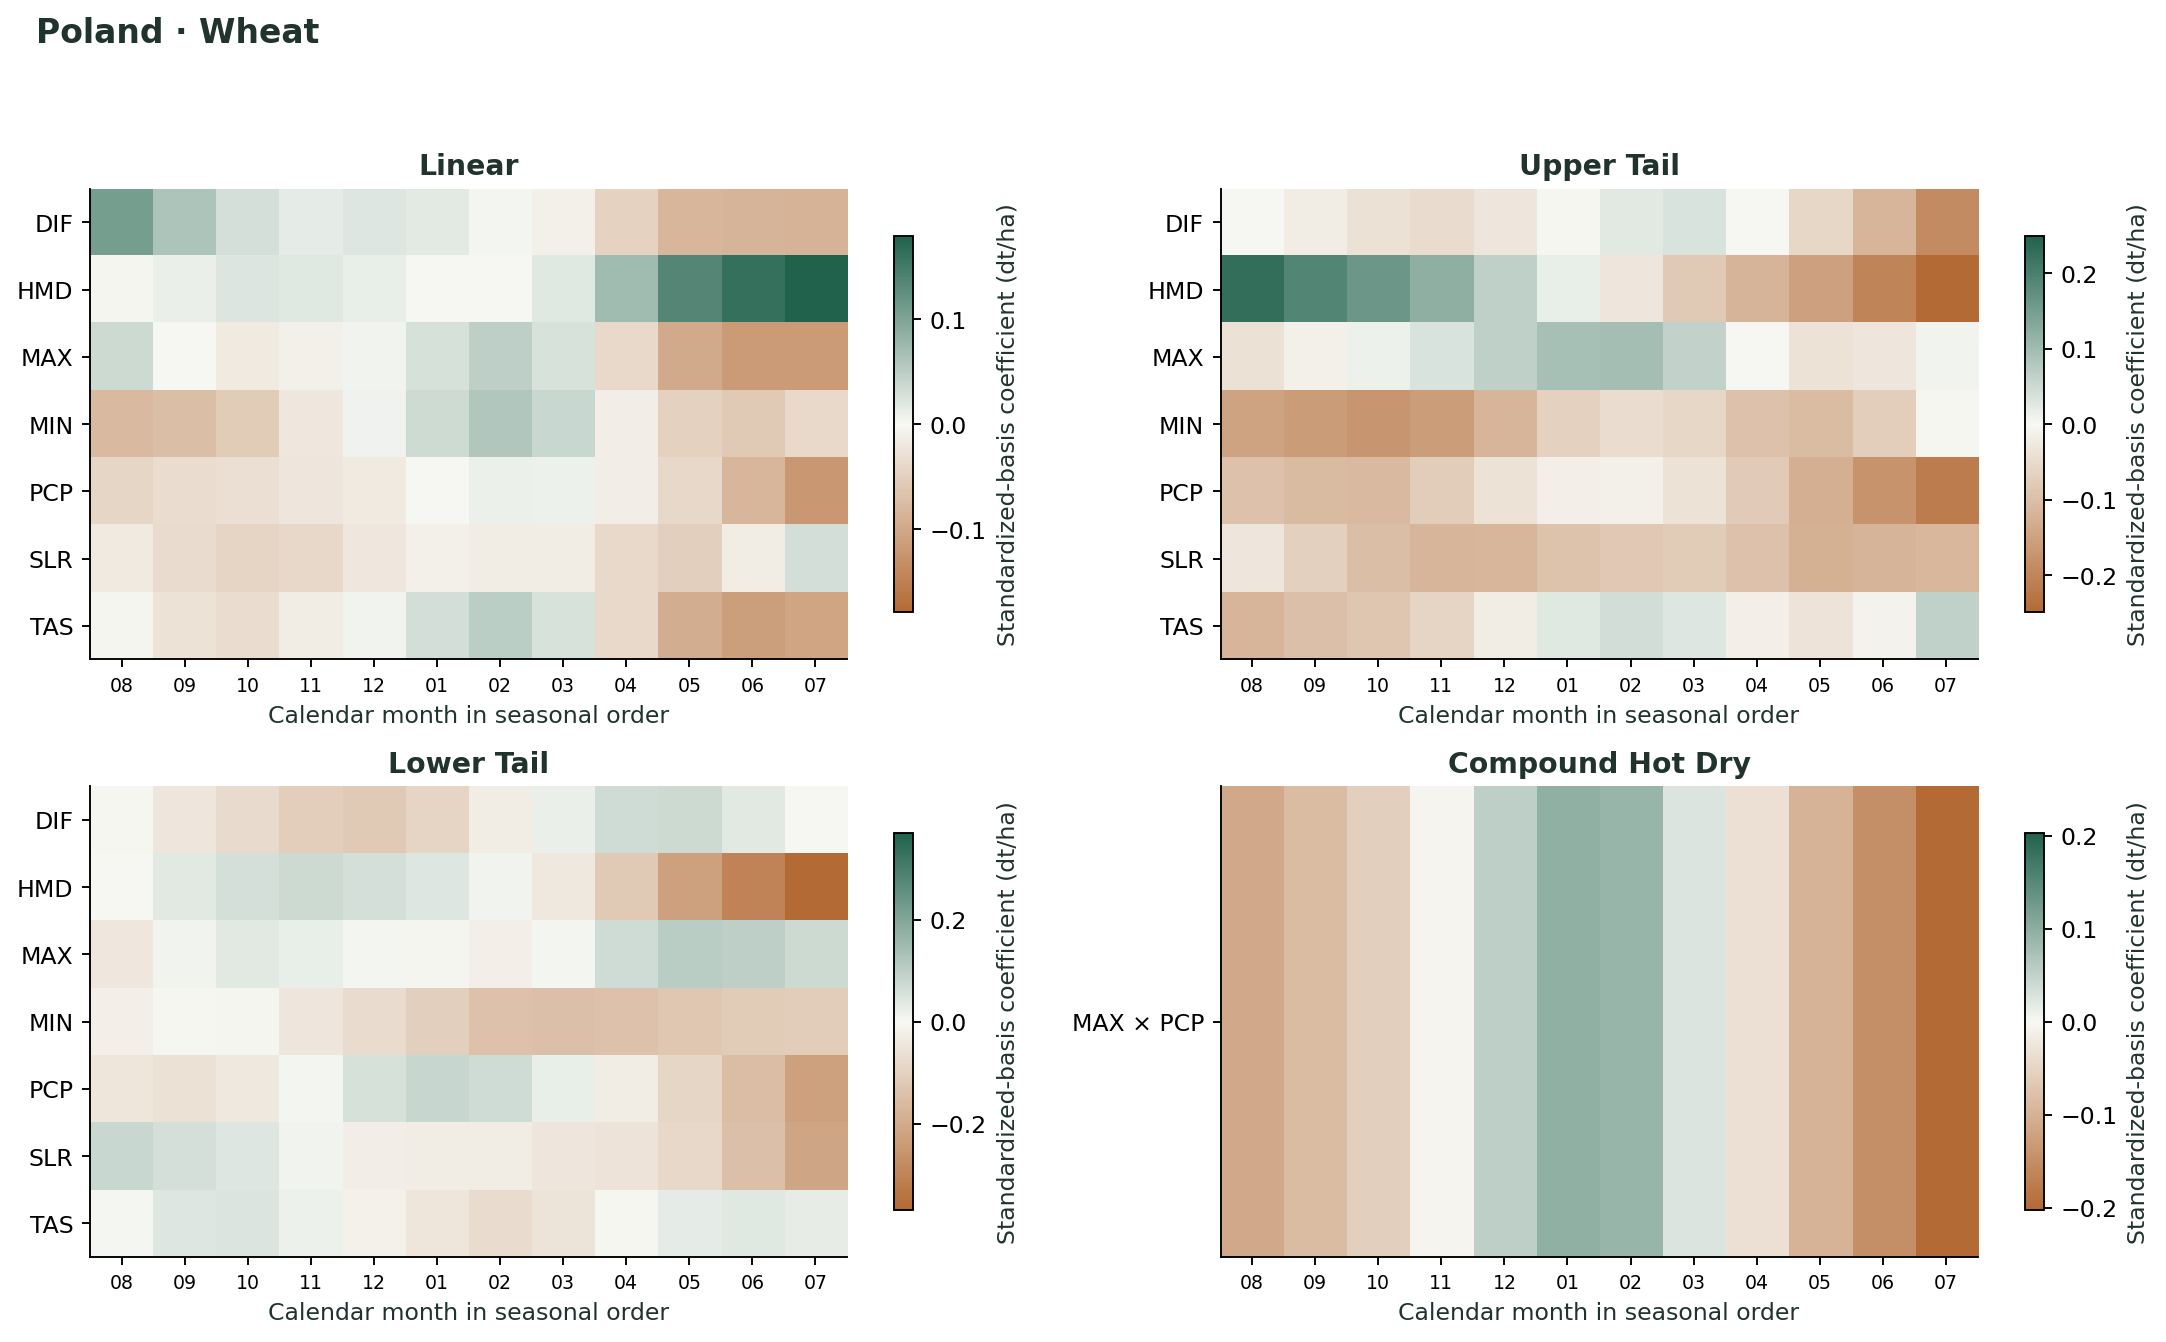 Poland · Wheat
Linear
DIF
HMD
MAX
MIN
PCP
SLR
TAS
08 09 10 11 12 01 02 03 04 05 06 07
Calendar month in seasonal order
0.1
0.0
−0.1
Standardized-basis coefficient (dt/ha)
Upper Tail
DIF
HMD
MAX
MIN
PCP
SLR
TAS
08 09 10 11 12 01 02 03 04 05 06 07
Calendar month in seasonal order
0.2
0.1
0.0
−0.1
−0.2
Standardized-basis coefficient (dt/ha)
Lower Tail
DIF
HMD
MAX
MIN
PCP
SLR
TAS
08 09 10 11 12 01 02 03 04 05 06 07
Calendar month in seasonal order
0.2
0.0
−0.2
Standardized-basis coefficient (dt/ha)
Compound Hot Dry
MAX × PCP
08 09 10 11 12 01 02 03 04 05 06 07
Calendar month in seasonal order
0.2
0.1
0.0
−0.1
−0.2
Standardized-basis coefficient (dt/ha)